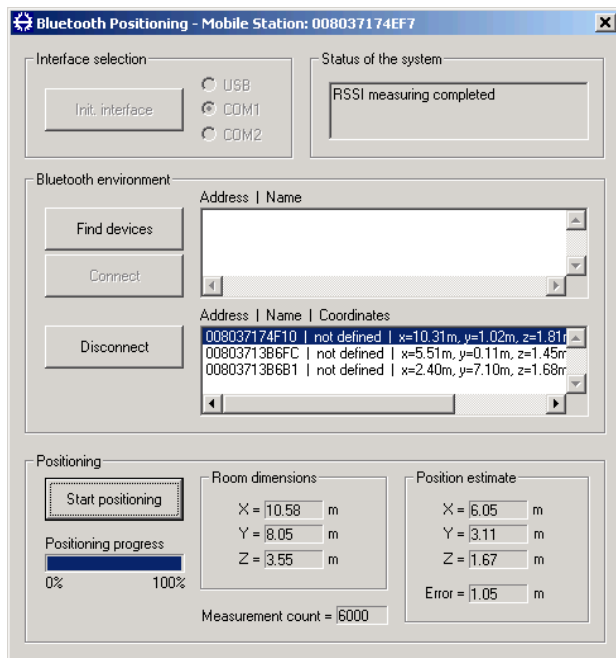 Bluetooth Positioning - Mobile Station: 008037174EF7
Interface selection
Init. interface
USB
COM1
COM2
Status of the system
RSSI measuring completed
Bluetooth environment
Find devices
Connect
Disconnect
Address | Name
Address | Name | Coordinates
008037174F10 | not defined | x=10.31m, y=1.02m, z=1.81m
00803713B6FC | not defined | x=5.51m, y=0.11m, z=1.45m
00803713B6B1 | not defined | x=2.40m, y=7.10m, z=1.68m
Positioning
Start positioning
Positioning progress
0% 100%
Room dimensions
X = 10.58 m
Y = 8.05 m
Z = 3.55 m
Measurement count = 6000
Position estimate
X = 6.05 m
Y = 3.11 m
Z = 1.67 m
Error = 1.05 m